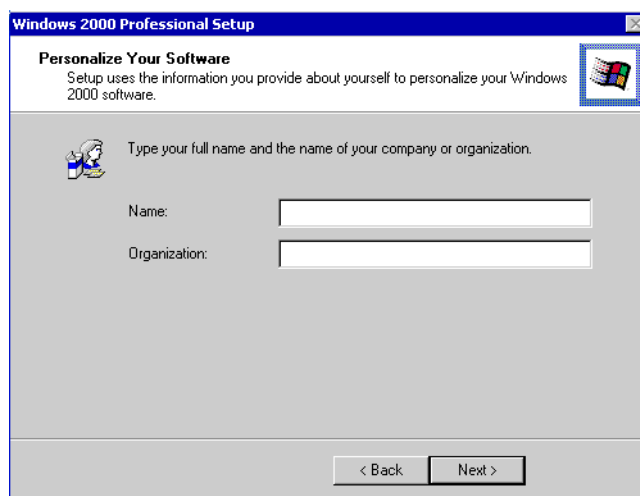 Windows 2000 Professional Setup
Personalize Your Software
Setup uses the information you provide about yourself to personalize your Windows
2000 software.
Type your full name and the name of your company or organization.
Name:
Organization:
< Back
Next >